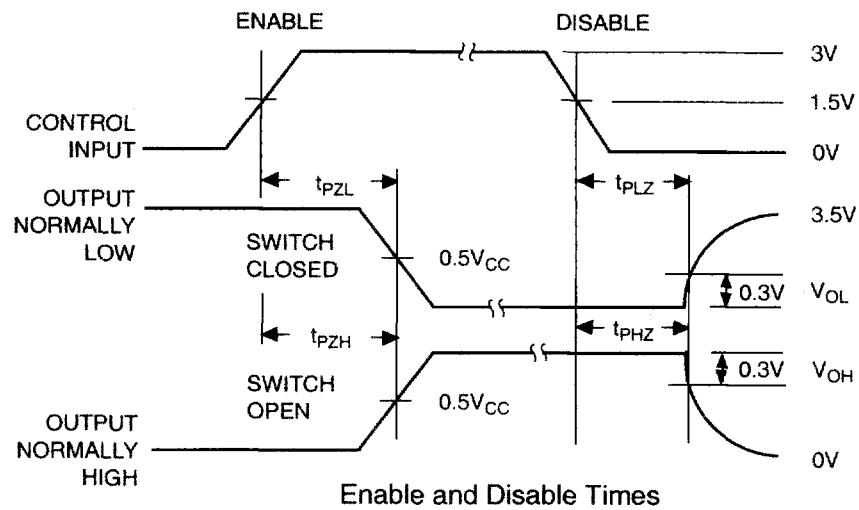 ENABLE
DISABLE
3V
1.5V
CONTROL
INPUT
0V
tPZL
tPLZ
OUTPUT
NORMALLY
LOW
3.5V
SWITCH
CLOSED
0.5VCC
0.3V
VOL
tPZH
tPHZ
SWITCH
OPEN
0.5VCC
0.3V
VOH
OUTPUT
NORMALLY
HIGH
0V
Enable and Disable Times